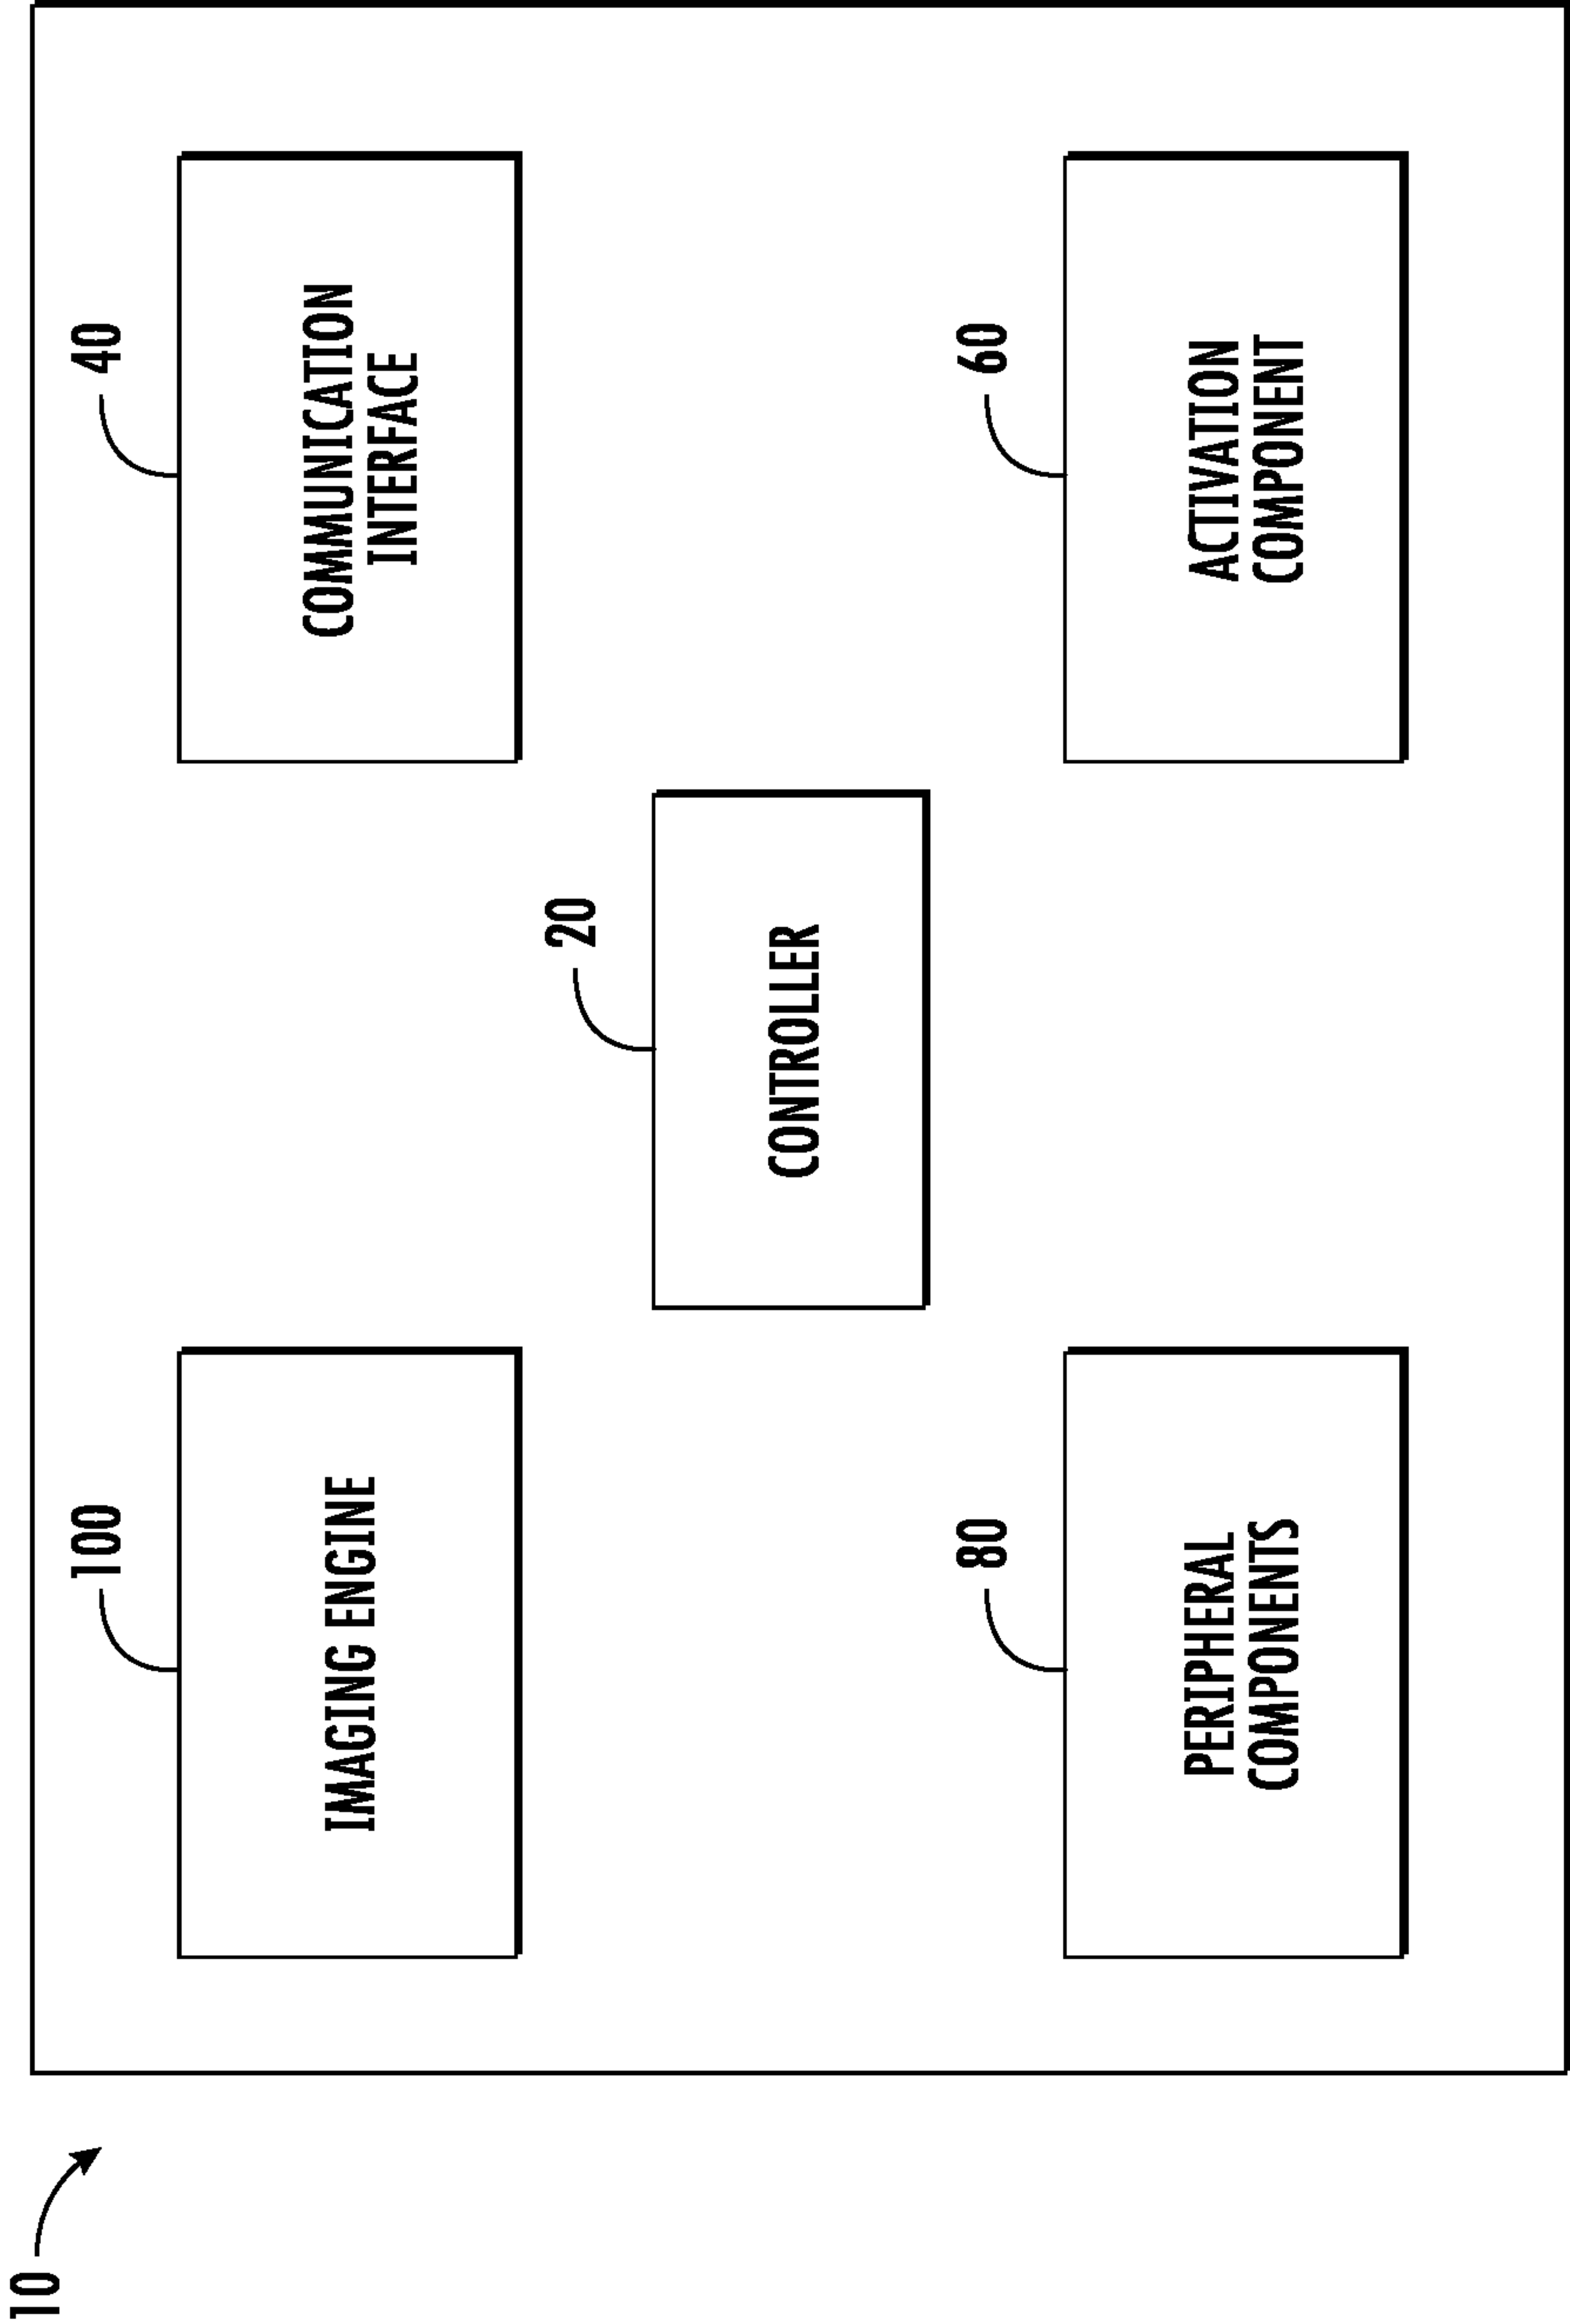 10
100
IMAGING ENGINE
40
COMMUNICATION
INTERFACE
20
CONTROLLER
80
PERIPHERAL
COMPONENTS
60
ACTIVATION
COMPONENT